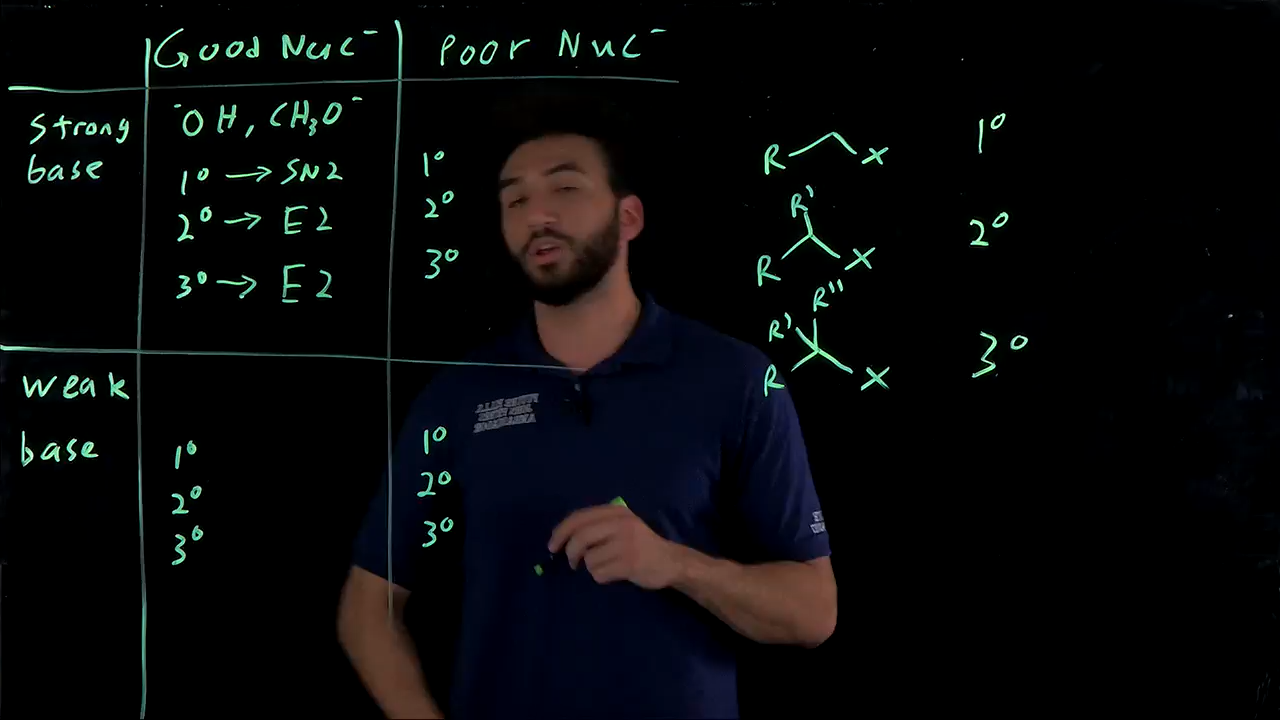 Good Nuc⁻
Poor Nuc⁻
Strong
base
⁻OH, CH₃O⁻
1° → SN2
2° → E2
3° → E2
1°
2°
3°
weak
base
1°
2°
3°
1°
2°
3°
R X 1°
R'
R X 2°
R' R''
R X 3°